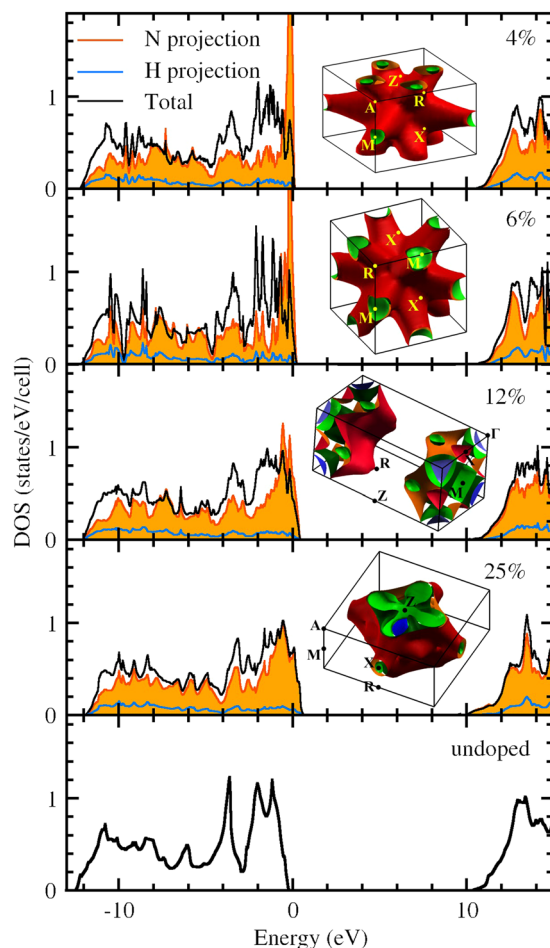 N projection
H projection
Total
4%
1
0
Z
A
R
M
X
6%
1
0
X
R
M
M
X
12%
1
0
Γ
X
R
M
Z
25%
1
0
Z
A
M
X
R
undoped
1
0
-10
0
10
DOS (states/eV/cell)
Energy (eV)